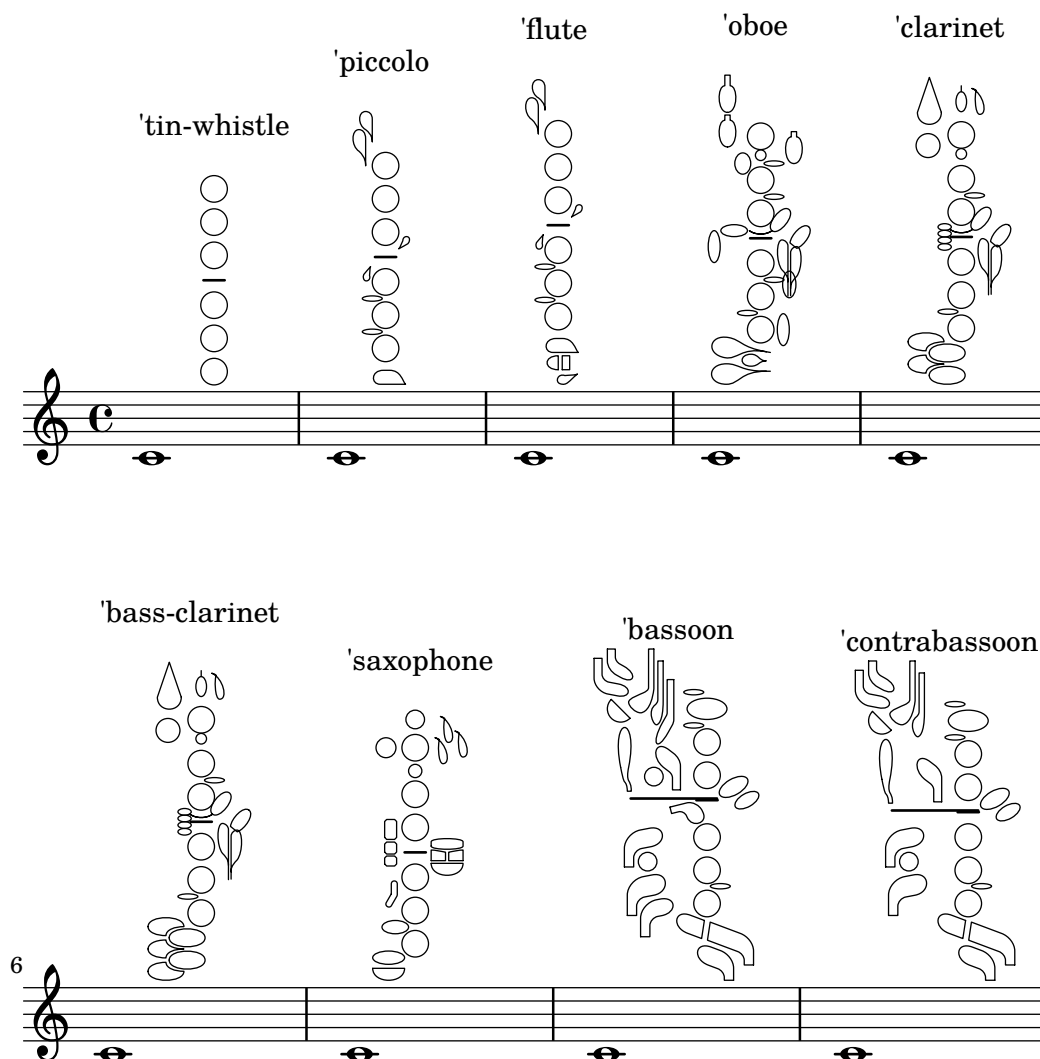 'tin-whistle
'piccolo
'flute
'oboe
'clarinet
'bass-clarinet
'saxophone
'bassoon
'contrabassoon
6